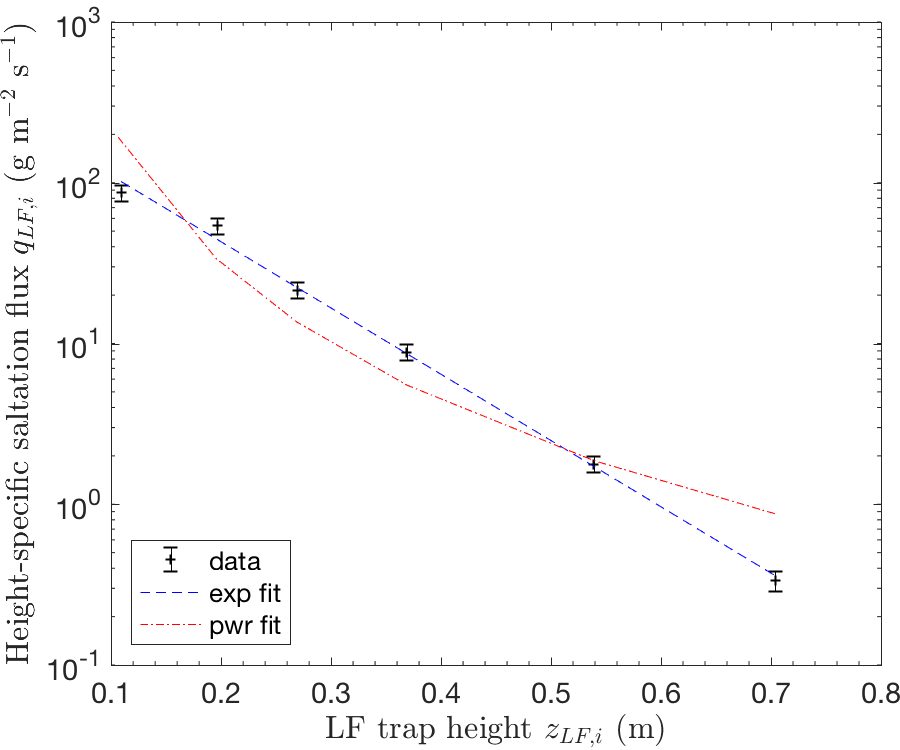 Height-specific saltation flux $q_{LF,i}$ (g m$^{-2}$ s$^{-1}$)
10$^{3}$
10$^{2}$
10$^{1}$
10$^{0}$
10$^{-1}$
data
exp fit
pwr fit
0.1 0.2 0.3 0.4 0.5 0.6 0.7 0.8
LF trap height $z_{LF,i}$ (m)